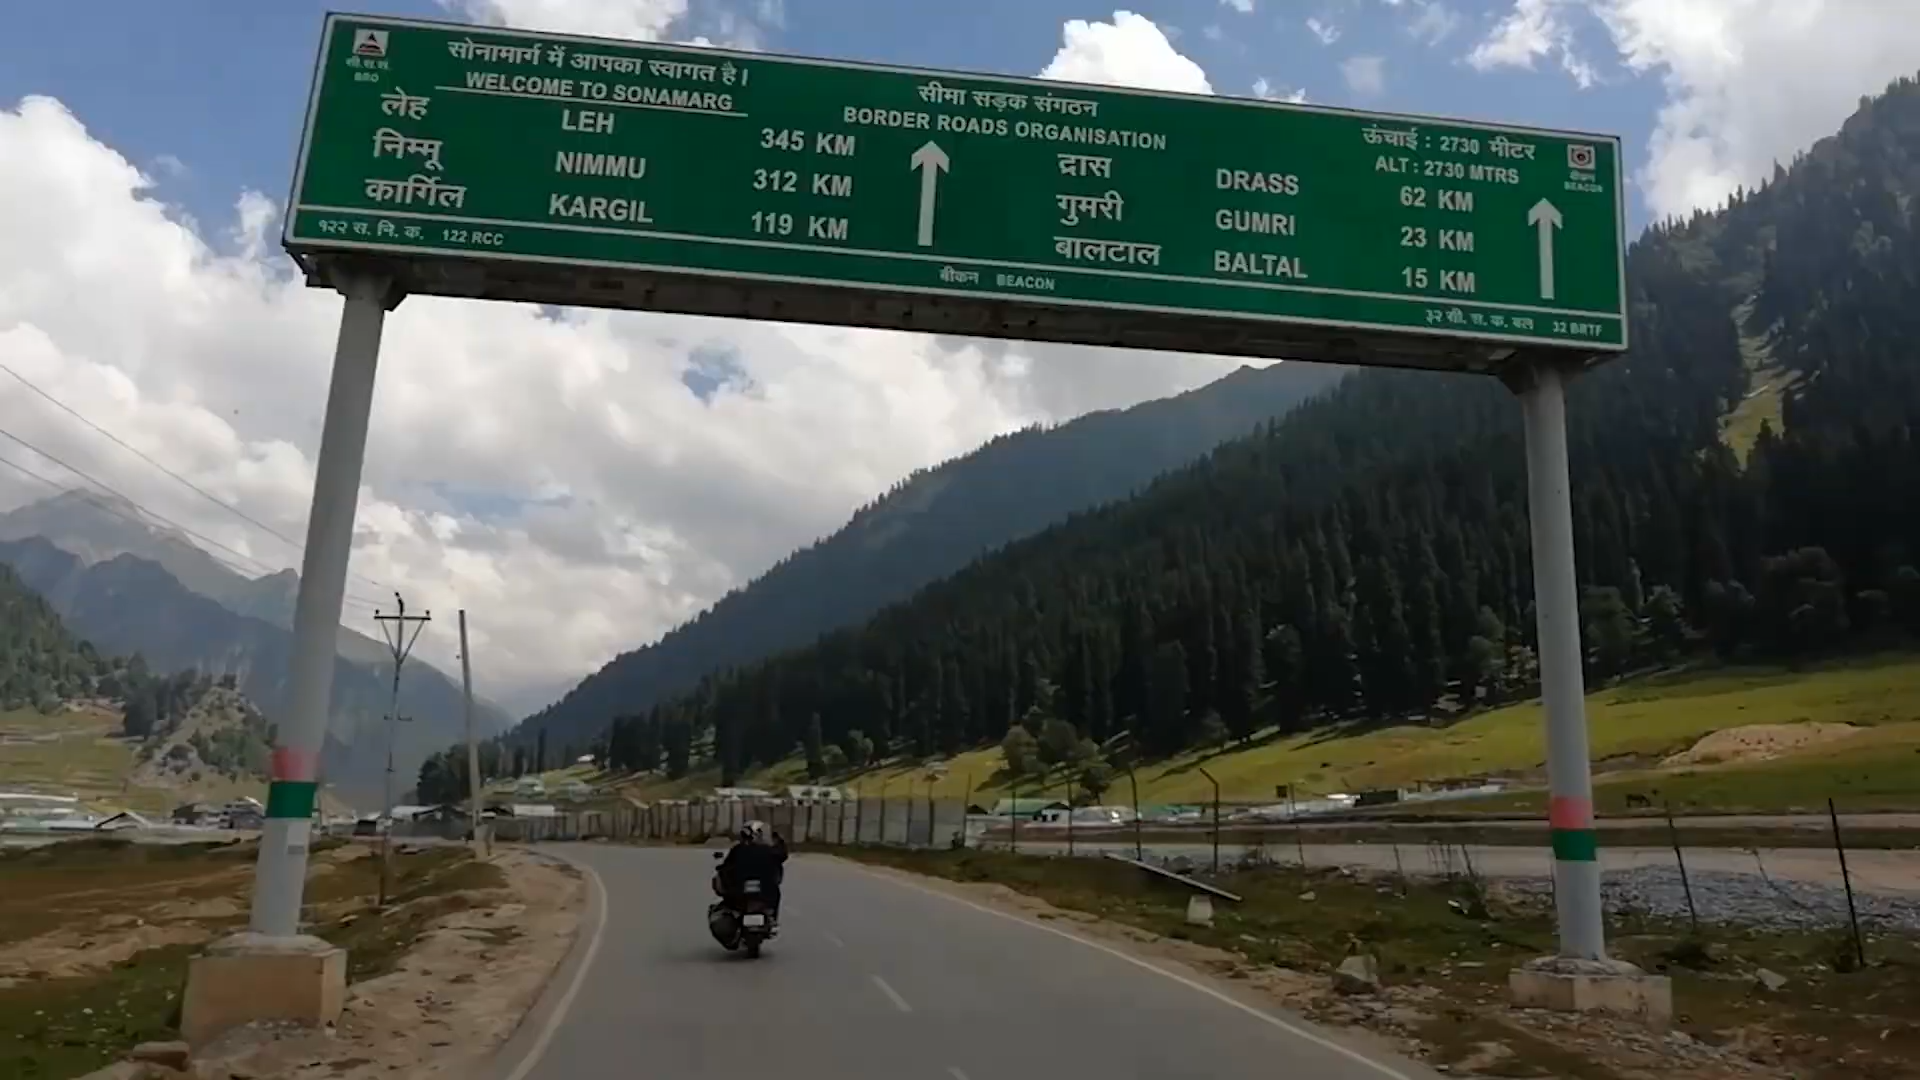 सी.स.सं.
BRO
सोनामार्ग में आपका स्वागत है।
WELCOME TO SONAMARG
लेह LEH 345 KM
निम्मू NIMMU 312 KM
कार्गिल KARGIL 119 KM
सीमा सड़क संगठन
BORDER ROADS ORGANISATION
ऊंचाई : 2730 मीटर
ALT : 2730 MTRS
बीकन
BEACON
द्रास DRASS 62 KM
गुमरी GUMRI 23 KM
बालटाल BALTAL 15 KM
१२२ स. नि. क. 122 RCC
बीकन BEACON
३२ सी. स. क. बल 32 BRTF